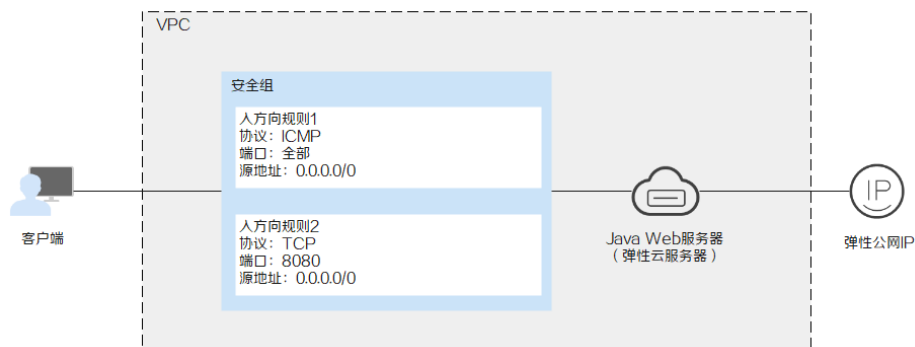 VPC
安全组
入方向规则1
协议：ICMP
端口：全部
源地址：0.0.0.0/0
入方向规则2
协议：TCP
端口：8080
源地址：0.0.0.0/0
客户端
Java Web服务器
（弹性云服务器）
IP
弹性公网IP